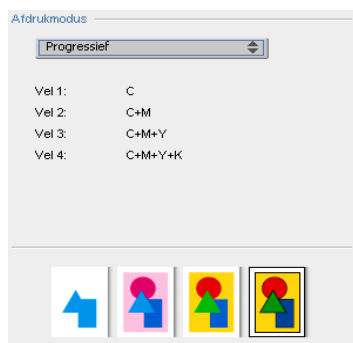 Afdrukmodus
Progressief
Vel 1: C
Vel 2: C+M
Vel 3: C+M+Y
Vel 4: C+M+Y+K